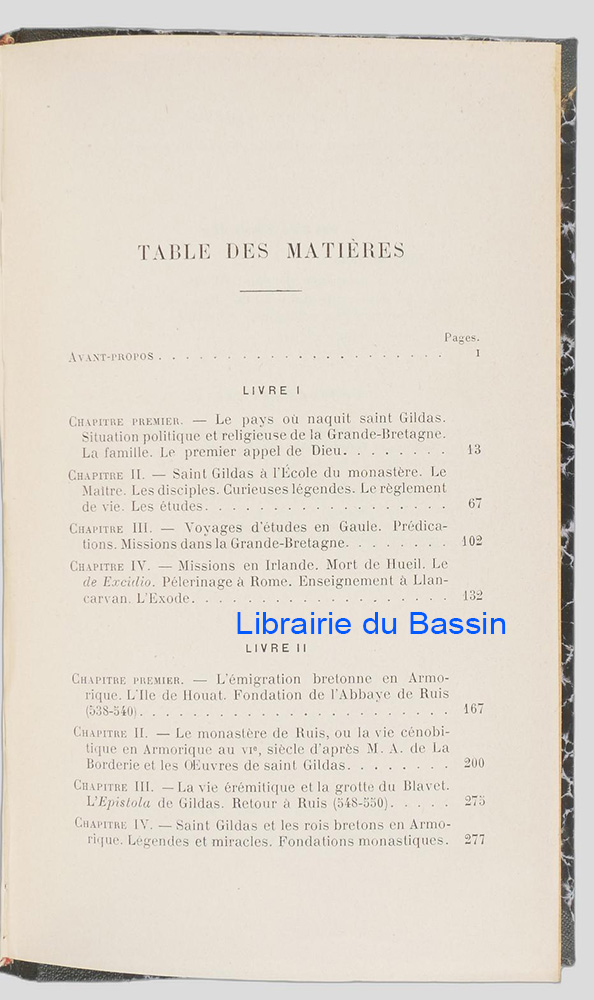 TABLE DES MATIÈRES
Pages.
AVANT-PROPOS . . . . . . . . . . . . . . . . . . . . . . I
LIVRE I
CHAPITRE PREMIER. — Le pays où naquit saint Gildas.
Situation politique et religieuse de la Grande-Bretagne.
La famille. Le premier appel de Dieu. . . . . . . . . 13
CHAPITRE II. — Saint Gildas à l'École du monastère. Le
Maître. Les disciples. Curieuses légendes. Le règlement
de vie. Les études. . . . . . . . . . . . . . . . . . . 67
CHAPITRE III. — Voyages d'études en Gaule. Prédica-
tions. Missions dans la Grande-Bretagne. . . . . . . . 102
CHAPITRE IV. — Missions en Irlande. Mort de Hueil. Le
de Excidio. Pélerinage à Rome. Enseignement à Llan-
carvan. L'Exode. . . . . . . . . . . . . . . . . . . . 132
Librairie du Bassin
LIVRE II
CHAPITRE PREMIER. — L'émigration bretonne en Armo-
rique. L'Ile de Houat. Fondation de l'Abbaye de Ruis
(538-540). . . . . . . . . . . . . . . . . . . . . . . 167
CHAPITRE II. — Le monastère de Ruis, ou la vie cénobi-
tique en Armorique au VIe, siècle d'après M. A. de La
Borderie et les Œuvres de saint Gildas. . . . . . . . 200
CHAPITRE III. — La vie érémitique et la grotte du Blavet.
L'Epistola de Gildas. Retour à Ruis (548-550). . . . . 275
CHAPITRE IV. — Saint Gildas et les rois bretons en Armo-
rique. Légendes et miracles. Fondations monastiques. 277